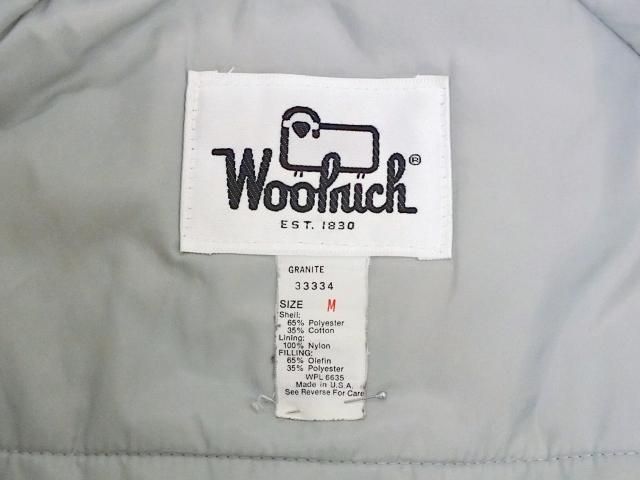 Woolrich®
EST. 1830
GRANITE
33334
SIZE M
Shell:
65% Polyester
35% Cotton
Lining:
100% Nylon
FILLING:
65% Olefin
35% Polyester
WPL 6635
Made in U.S.A.
See Reverse For Care